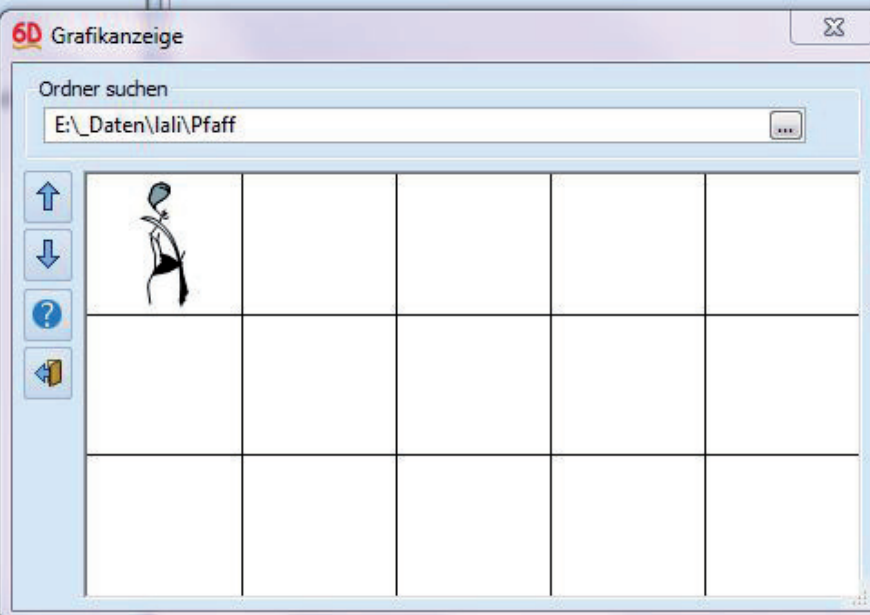 6D Grafikanzeige
Ordner suchen
E:\_Daten\lali\Pfaff
...
?